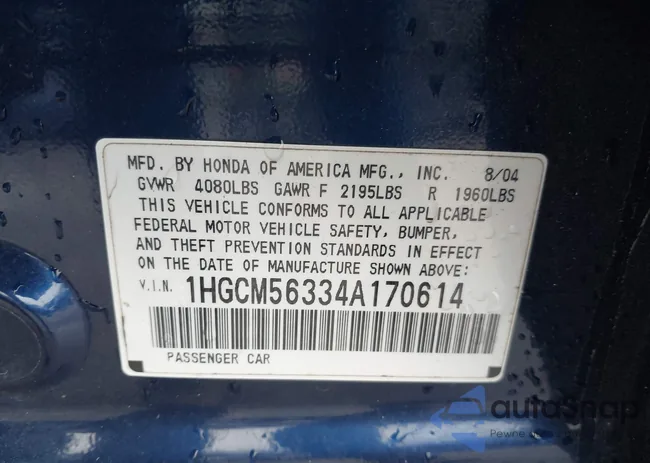 MFD. BY HONDA OF AMERICA MFG., INC. 8/04
GVWR 4080LBS GAWR F 2195LBS R 1960LBS
THIS VEHICLE CONFORMS TO ALL APPLICABLE
FEDERAL MOTOR VEHICLE SAFETY, BUMPER,
AND THEFT PREVENTION STANDARDS IN EFFECT
ON THE DATE OF MANUFACTURE SHOWN ABOVE:
V.I.N. 1HGCM56334A170614
PASSENGER CAR
autoSnap